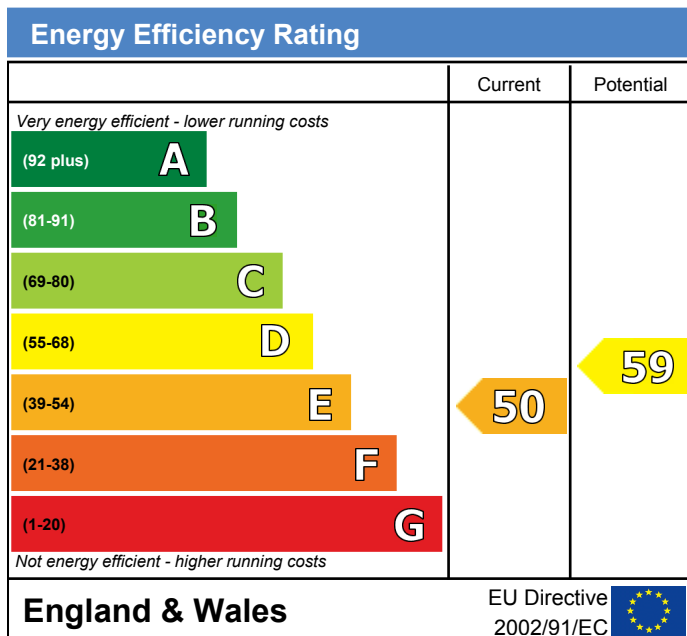 Energy Efficiency Rating
Current Potential
Very energy efficient - lower running costs
(92 plus) A
(81-91) B
(69-80) C
(55-68) D
59
(39-54) E
50
(21-38) F
(1-20) G
Not energy efficient - higher running costs
England & Wales
EU Directive
2002/91/EC